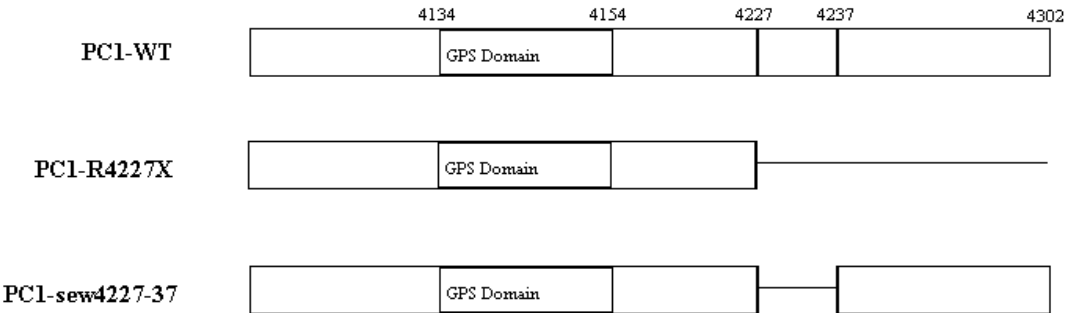 4134 4154 4227 4237 4302
PC1-WT GPS Domain
PC1-R4227X GPS Domain
PC1-sew4227-37 GPS Domain